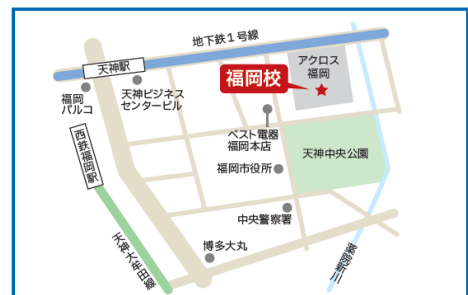 地下鉄1号線
天神駅
アクロス
福岡
福岡校
福岡
パルコ
天神ビジネス
センタービル
西鉄福岡駅
ベスト電器
福岡本店
天神中央公園
福岡市役所
中央警察署
天神大牟田線
博多大丸
薬院新川